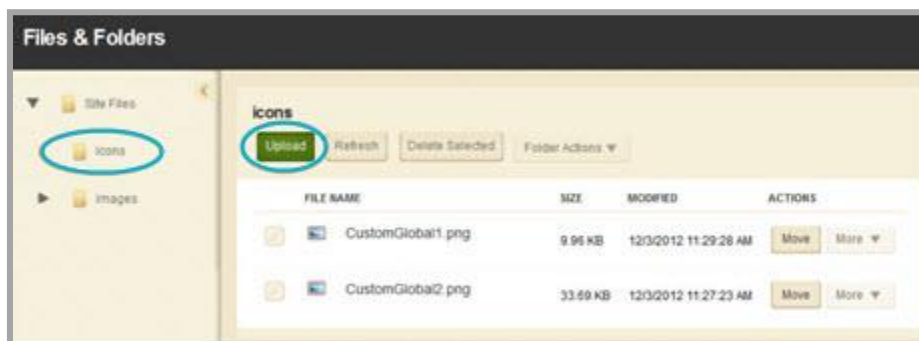 Files & Folders
Site Files
icons
images
icons
Upload Refresh Delete Selected Folder Actions
FILE NAME SIZE MODIFIED ACTIONS
CustomGlobal1.png 9.96 KB 12/3/2012 11:29:28 AM Move More
CustomGlobal2.png 33.69 KB 12/3/2012 11:27:23 AM Move More